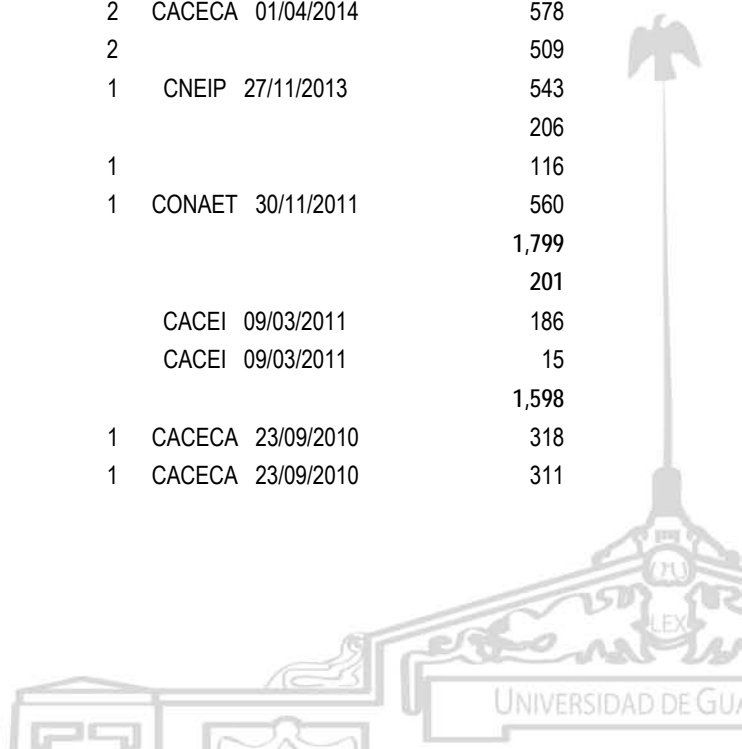 2 CACECA 01/04/2014 578
2 509
1 CNEIP 27/11/2013 543
206
1 116
1 CONAET 30/11/2011 560
1,799
201
CACEI 09/03/2011 186
CACEI 09/03/2011 15
1,598
1 CACECA 23/09/2010 318
1 CACECA 23/09/2010 311
LEX
UNIVERSIDAD DE GUA